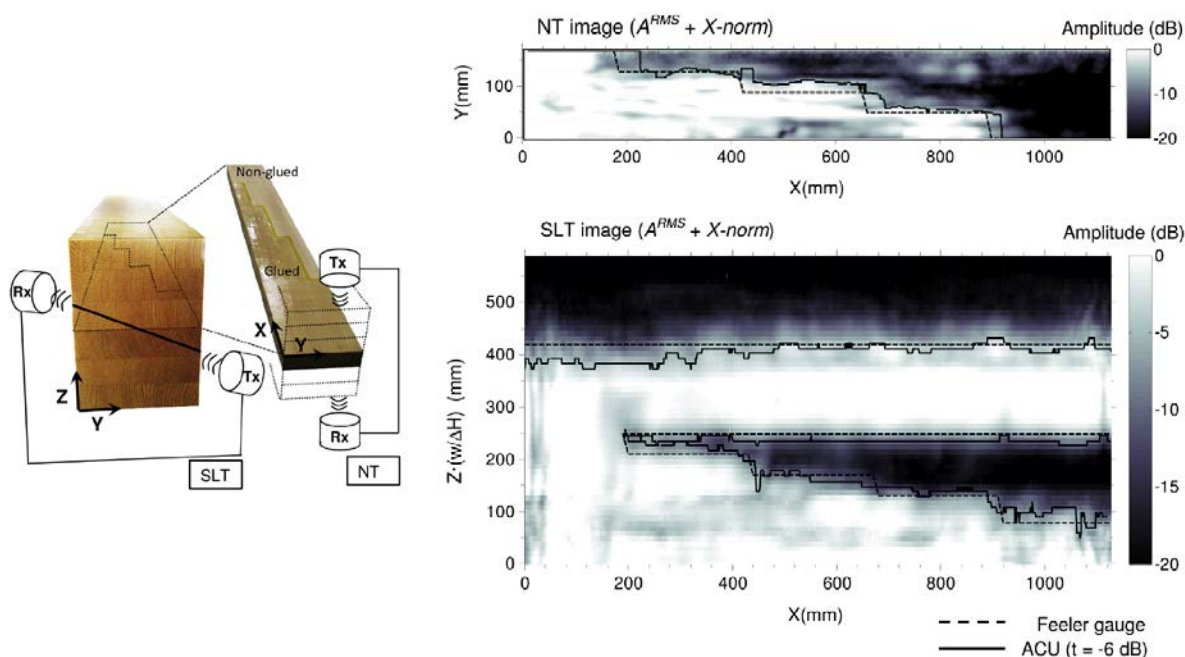 Non-glued
Glued
Tx
Rx
X
Y
Rx
Tx
Z
Y
SLT
NT
NT image (A^RMS + X-norm)
Amplitude (dB)
Y(mm)
100
0
0 200 400 600 800 1000
X(mm)
0
-10
-20
SLT image (A^RMS + X-norm)
Amplitude (dB)
Z·(w/ΔH) (mm)
500
400
300
200
100
0
0 200 400 600 800 1000
X(mm)
0
-5
-10
-15
-20
Feeler gauge
ACU (t = -6 dB)